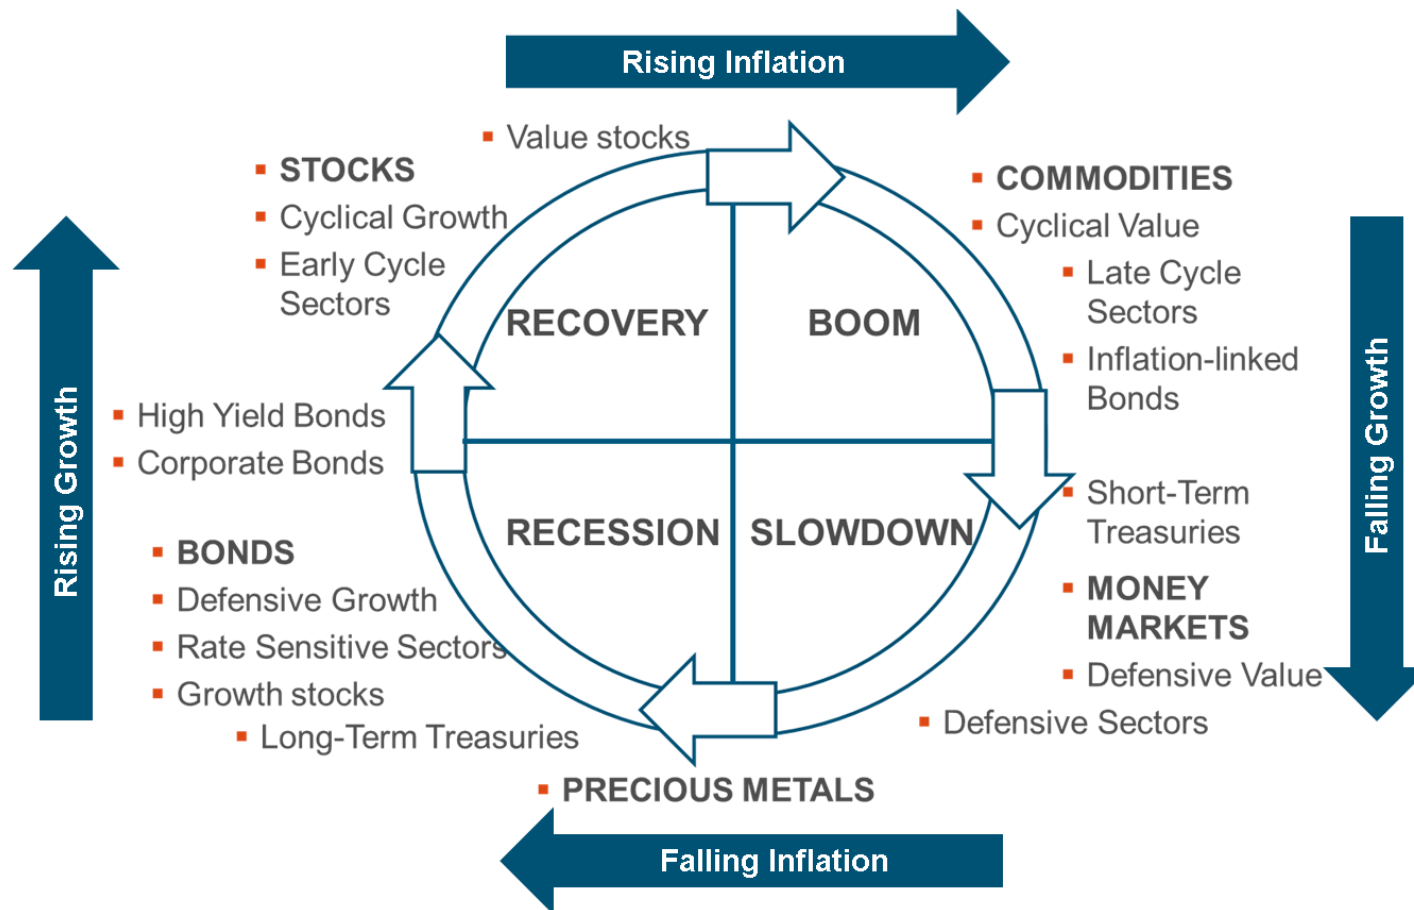 Rising Inflation
Value stocks
STOCKS
Cyclical Growth
Early Cycle
Sectors
COMMODITIES
Cyclical Value
Late Cycle
Sectors
Inflation-linked
Bonds
RECOVERY
BOOM
Rising Growth
High Yield Bonds
Corporate Bonds
Falling Growth
RECESSION
SLOWDOWN
Short-Term
Treasuries
BONDS
Defensive Growth
Rate Sensitive Sectors
Growth stocks
Long-Term Treasuries
MONEY
MARKETS
Defensive Value
Defensive Sectors
PRECIOUS METALS
Falling Inflation